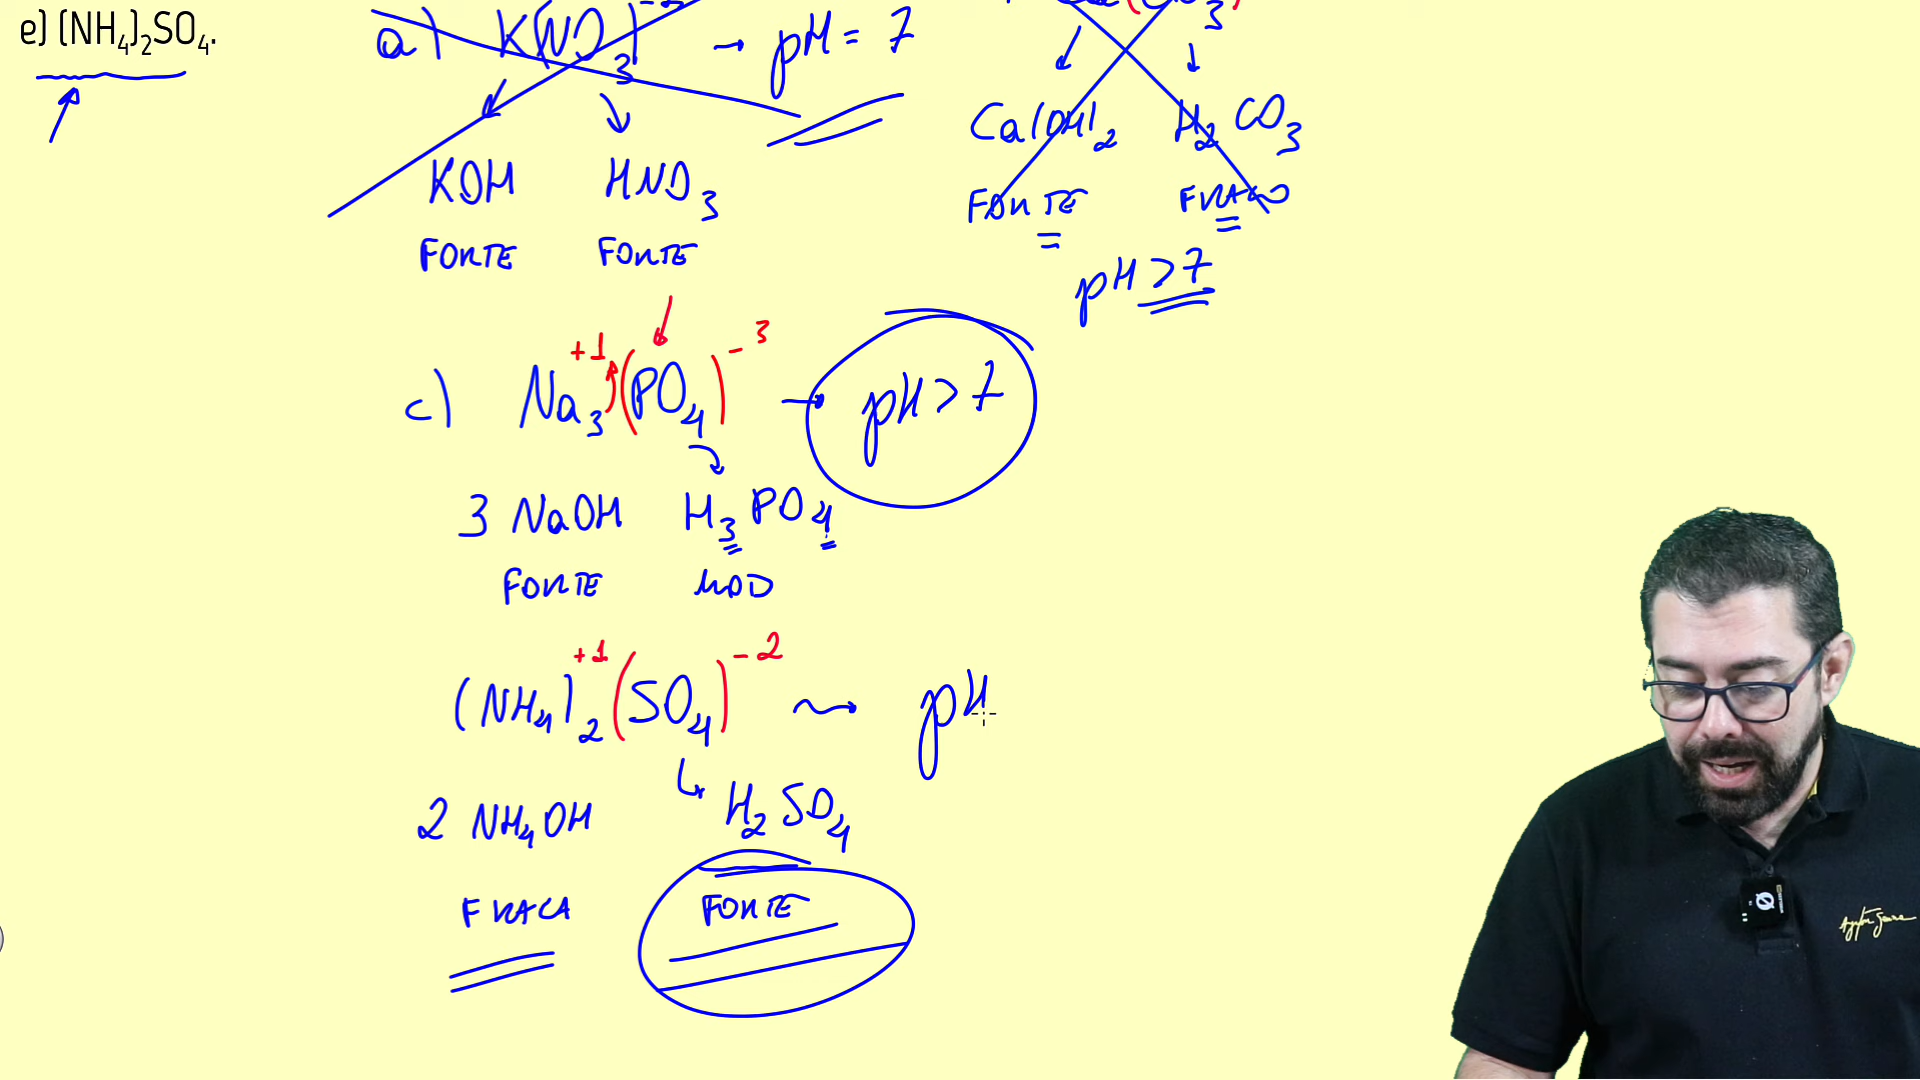 e) (NH₄)₂SO₄.
a) K(NO₃) → pH = 7
KOH HNO₃
FORTE FORTE
Ca(OH)₂ H₂CO₃
FORTE FRACO
pH > 7
c) Na₃⁺¹(PO₄)⁻³ → pH > 7
3 NaOH H₃PO₄
FORTE MOD
(NH₄)₂⁺¹(SO₄)⁻² → pH
2 NH₄OH H₂SO₄
FRACA FORTE